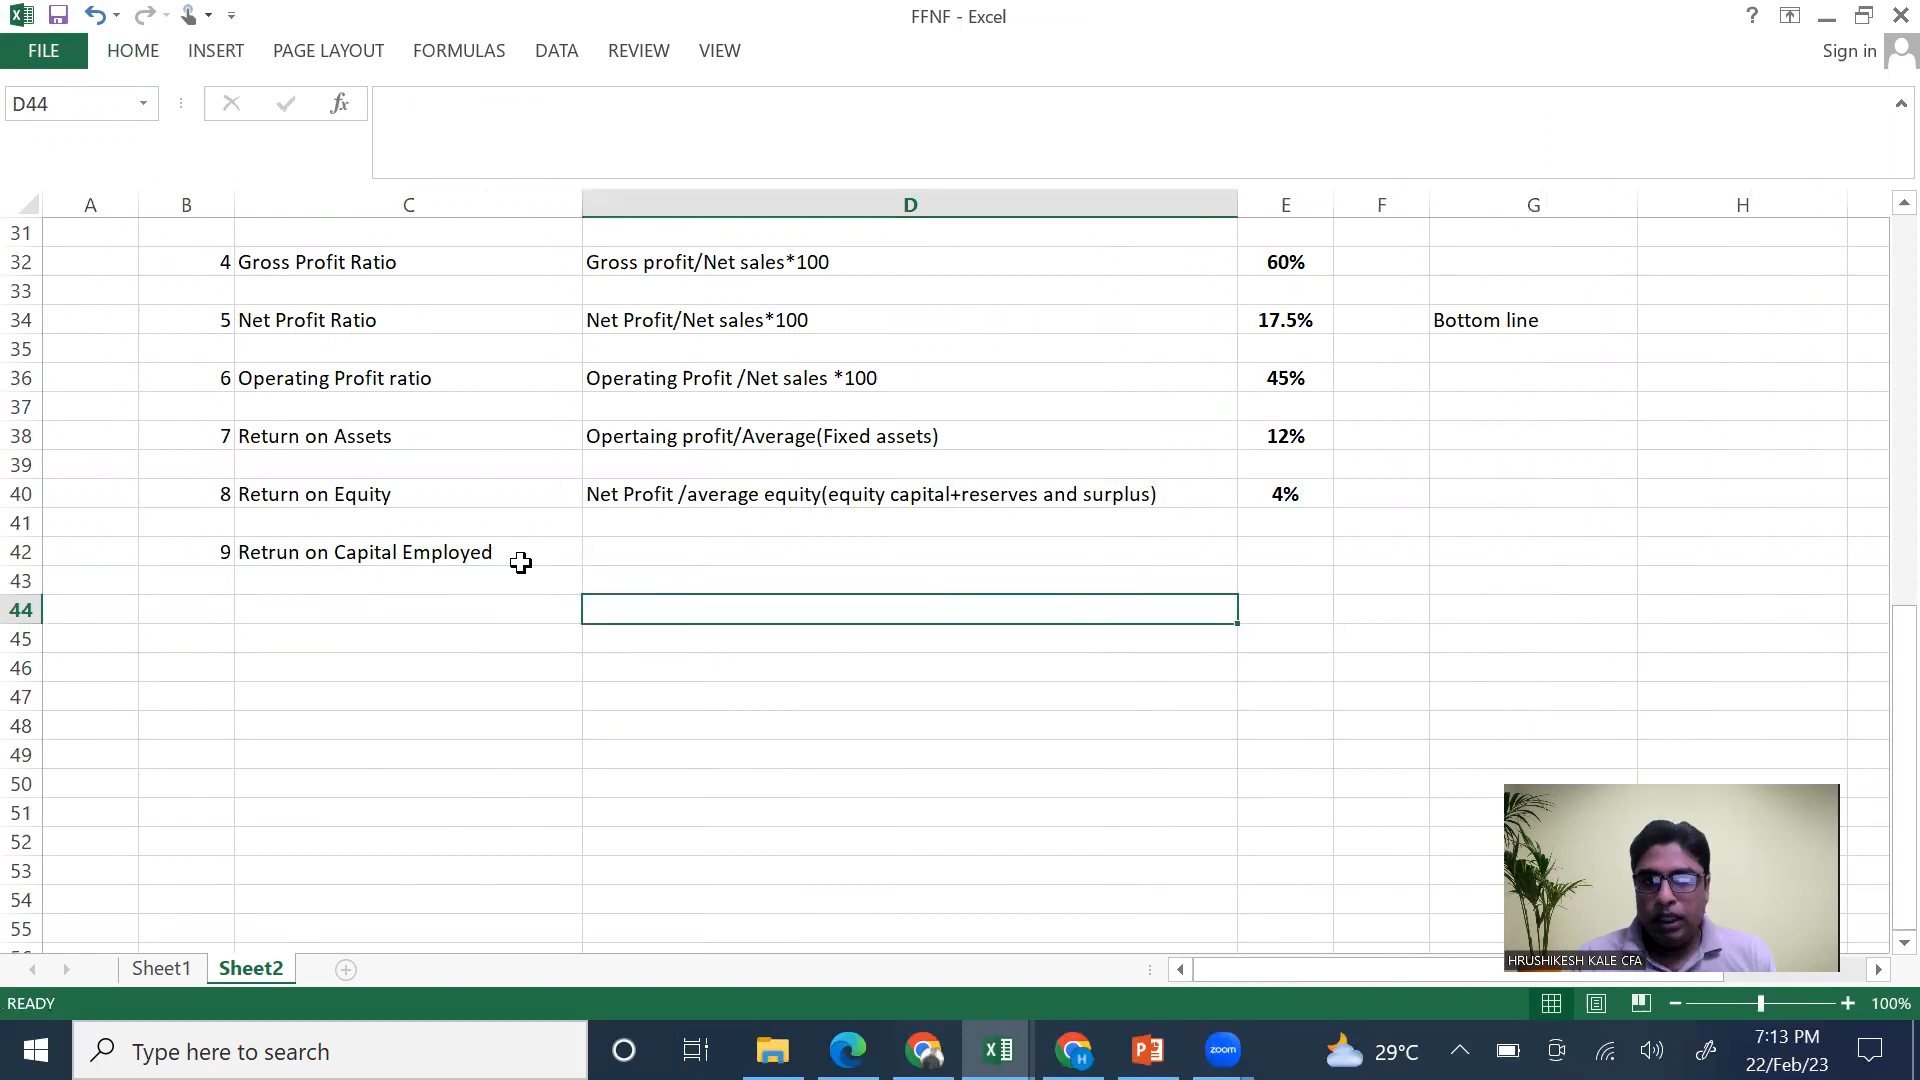 FFNF - Excel
FILE HOME INSERT PAGE LAYOUT FORMULAS DATA REVIEW VIEW Sign in
D44 fx
A B C D E F G H
31
32 4 Gross Profit Ratio Gross profit/Net sales*100 60%
33
34 5 Net Profit Ratio Net Profit/Net sales*100 17.5% Bottom line
35
36 6 Operating Profit ratio Operating Profit /Net sales *100 45%
37
38 7 Return on Assets Opertaing profit/Average(Fixed assets) 12%
39
40 8 Return on Equity Net Profit /average equity(equity capital+reserves and surplus) 4%
41
42 9 Retrun on Capital Employed
43
44
45
46
47
48
49
50
51
52
53
54
55
HRUSHIKESH KALE CFA
Sheet1 Sheet2
READY 100%
Type here to search zoom 29°C 7:13 PM
22/Feb/23